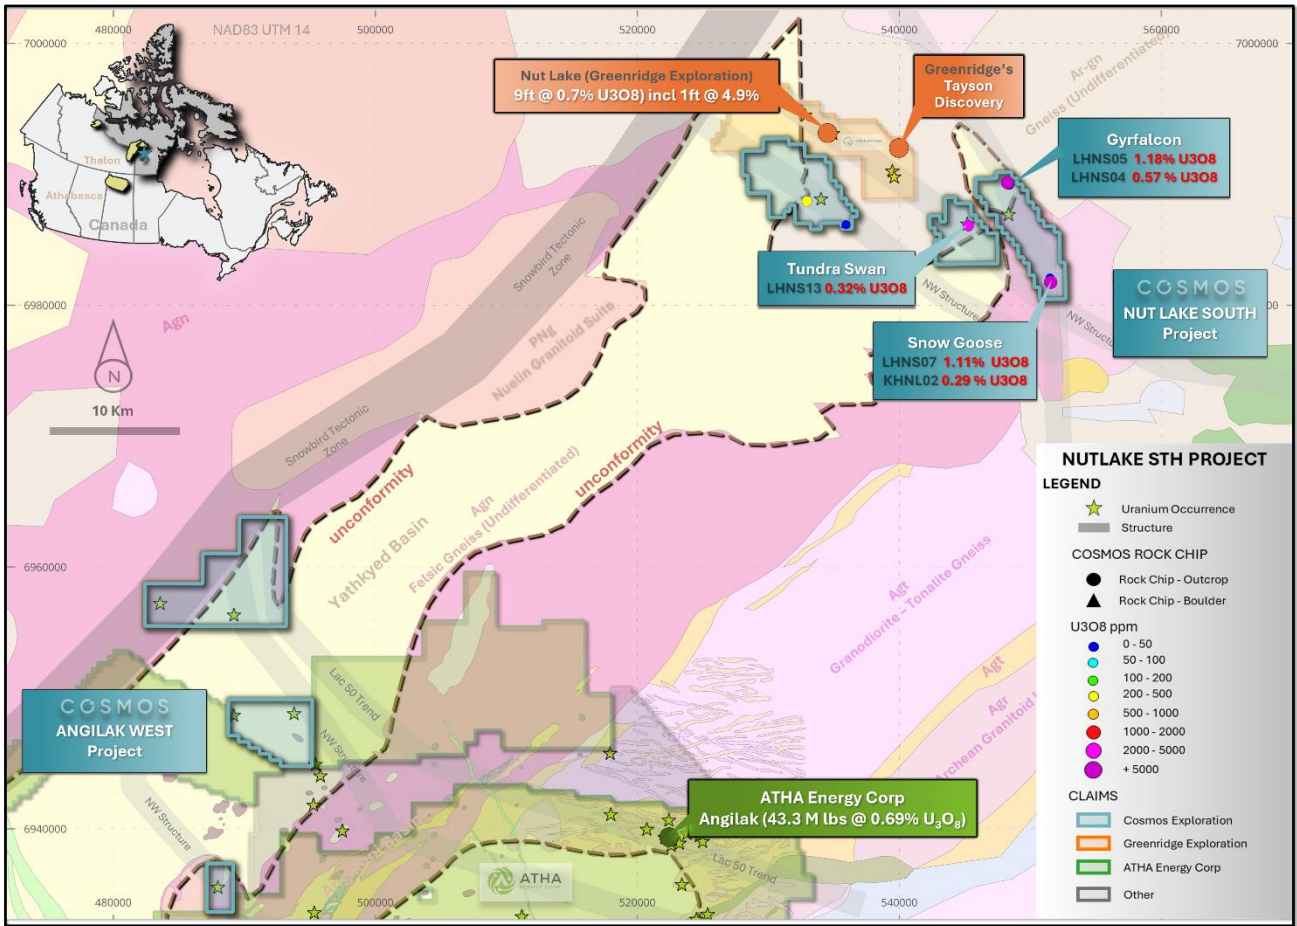 480000
500000
520000
540000
560000
7000000
7000000
NAD83 UTM 14
Thelon
Athabasca
Canada
Nut Lake (Greenridge Exploration)
9ft @ 0.7% U3O8) incl 1ft @ 4.9%
Greenridge's
Tayson
Discovery
Ar-gn
Gneiss (Undifferentiated)
Gyrfalcon
LHNS05 1.18% U3O8
LHNS04 0.57 % U3O8
Tundra Swan
LHNS13 0.32% U3O8
Snow Goose
LHNS07 1.11% U3O8
KHNL02 0.29 % U3O8
COSMOS
NUT LAKE SOUTH
Project
NW Structure
6980000
Snowbird Tectonic
Zone
PNg
Nuelin Granitoid Suite
Agn
N
10 Km
Snowbird Tectonic
Zone
unconformity
unconformity
Agn
Felsic Gneiss (Undifferentiated)
Yathkyed Basin
6960000
Agt
Granodiorite – Tonalite Gneiss
Agt
Agr
Archean Granitoid
Lac 50 Trend
NW Structure
COSMOS
ANGILAK WEST
Project
NW Structure
6940000
ATHA Energy Corp
Angilak (43.3 M lbs @ 0.69% U₃O₈)
Lac 50 Trend
ATHA
ENERGY CORP
480000
500000
520000
540000
NUTLAKE STH PROJECT
LEGEND
Uranium Occurrence
Structure
COSMOS ROCK CHIP
Rock Chip - Outcrop
Rock Chip - Boulder
U3O8 ppm
0 - 50
50 - 100
100 - 200
200 - 500
500 - 1000
1000 - 2000
2000 - 5000
+ 5000
CLAIMS
Cosmos Exploration
Greenridge Exploration
ATHA Energy Corp
Other